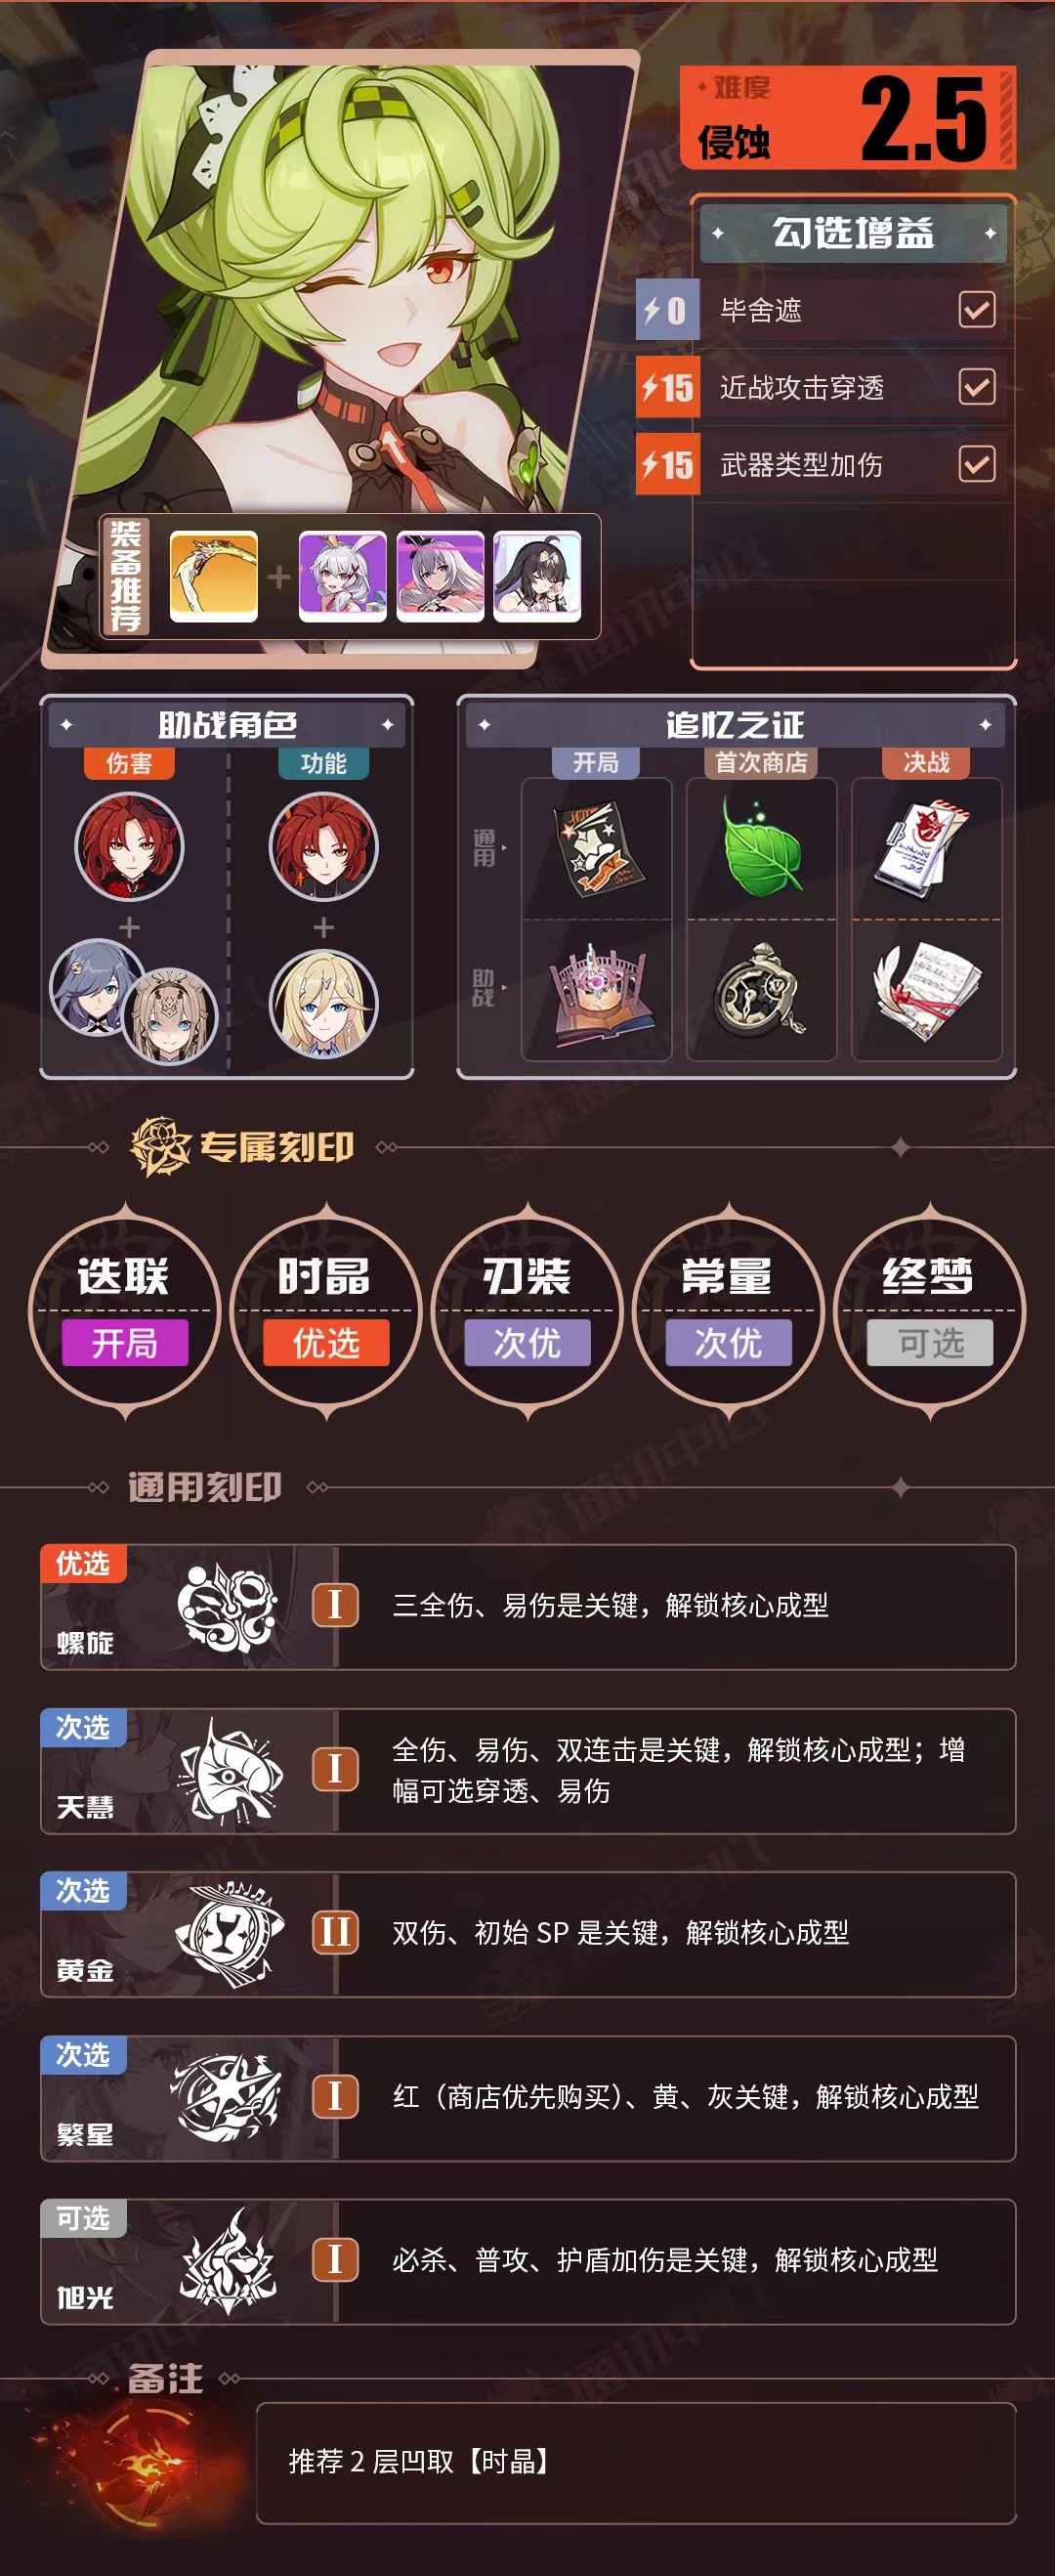 难度
侵蚀
2.5
勾选增益
0
毕舍遮
15
近战攻击穿透
15
武器类型加伤
装备推荐
助战角色
伤害
功能
追忆之证
开局
首次商店
决战
通用
助战
专属刻印
迭联
开局
时晶
优选
刃装
次优
常量
次优
终梦
可选
通用刻印
优选
螺旋
I
三全伤、易伤是关键，解锁核心成型
次选
天慧
I
全伤、易伤、双连击是关键，解锁核心成型；增
幅可选穿透、易伤
次选
黄金
II
双伤、初始 SP 是关键，解锁核心成型
次选
繁星
I
红（商店优先购买）、黄、灰关键，解锁核心成型
可选
旭光
I
必杀、普攻、护盾加伤是关键，解锁核心成型
备注
推荐 2 层凹取【时晶】